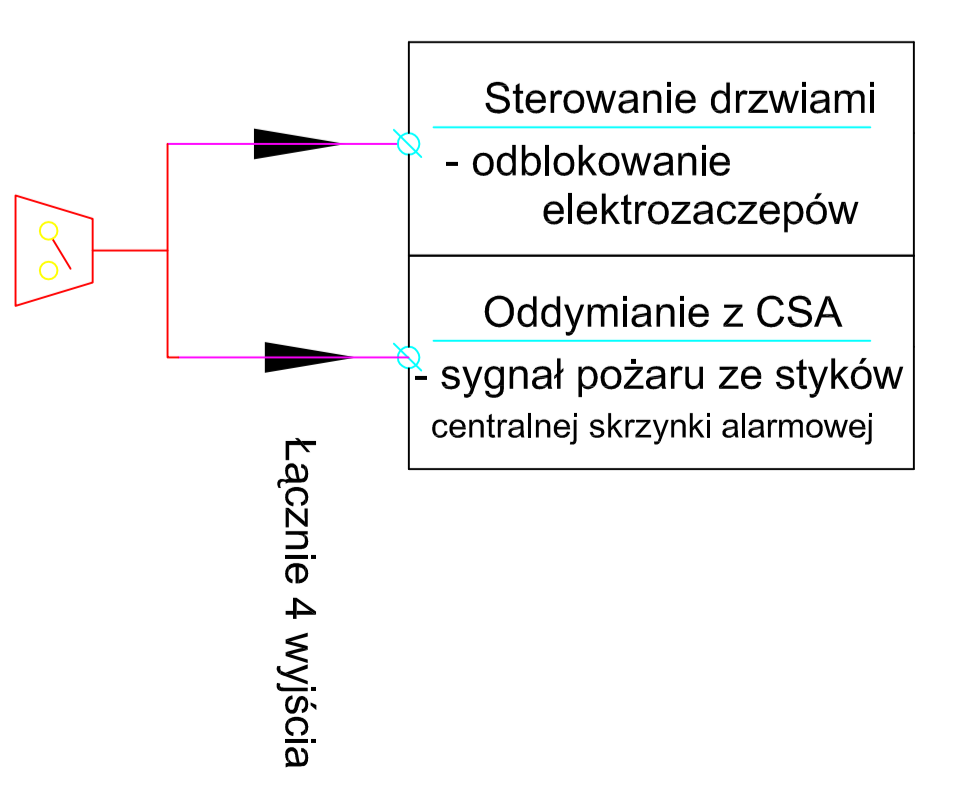 Sterowanie drzwiami
- odblokowanie
elektrozaczepów
Oddymianie z CSA
- sygnał pożaru ze styków
centralnej skrzynki alarmowej
Łącznie 4 wyjścia